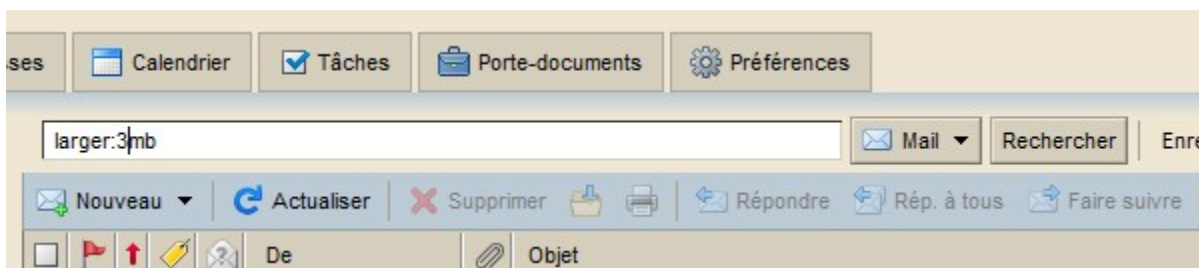 sses Calendrier Tâches Porte-documents Préférences
larger:3mb Mail Rechercher Enre
Nouveau Actualiser Supprimer Répondre Rép. à tous Faire suivre
De Objet